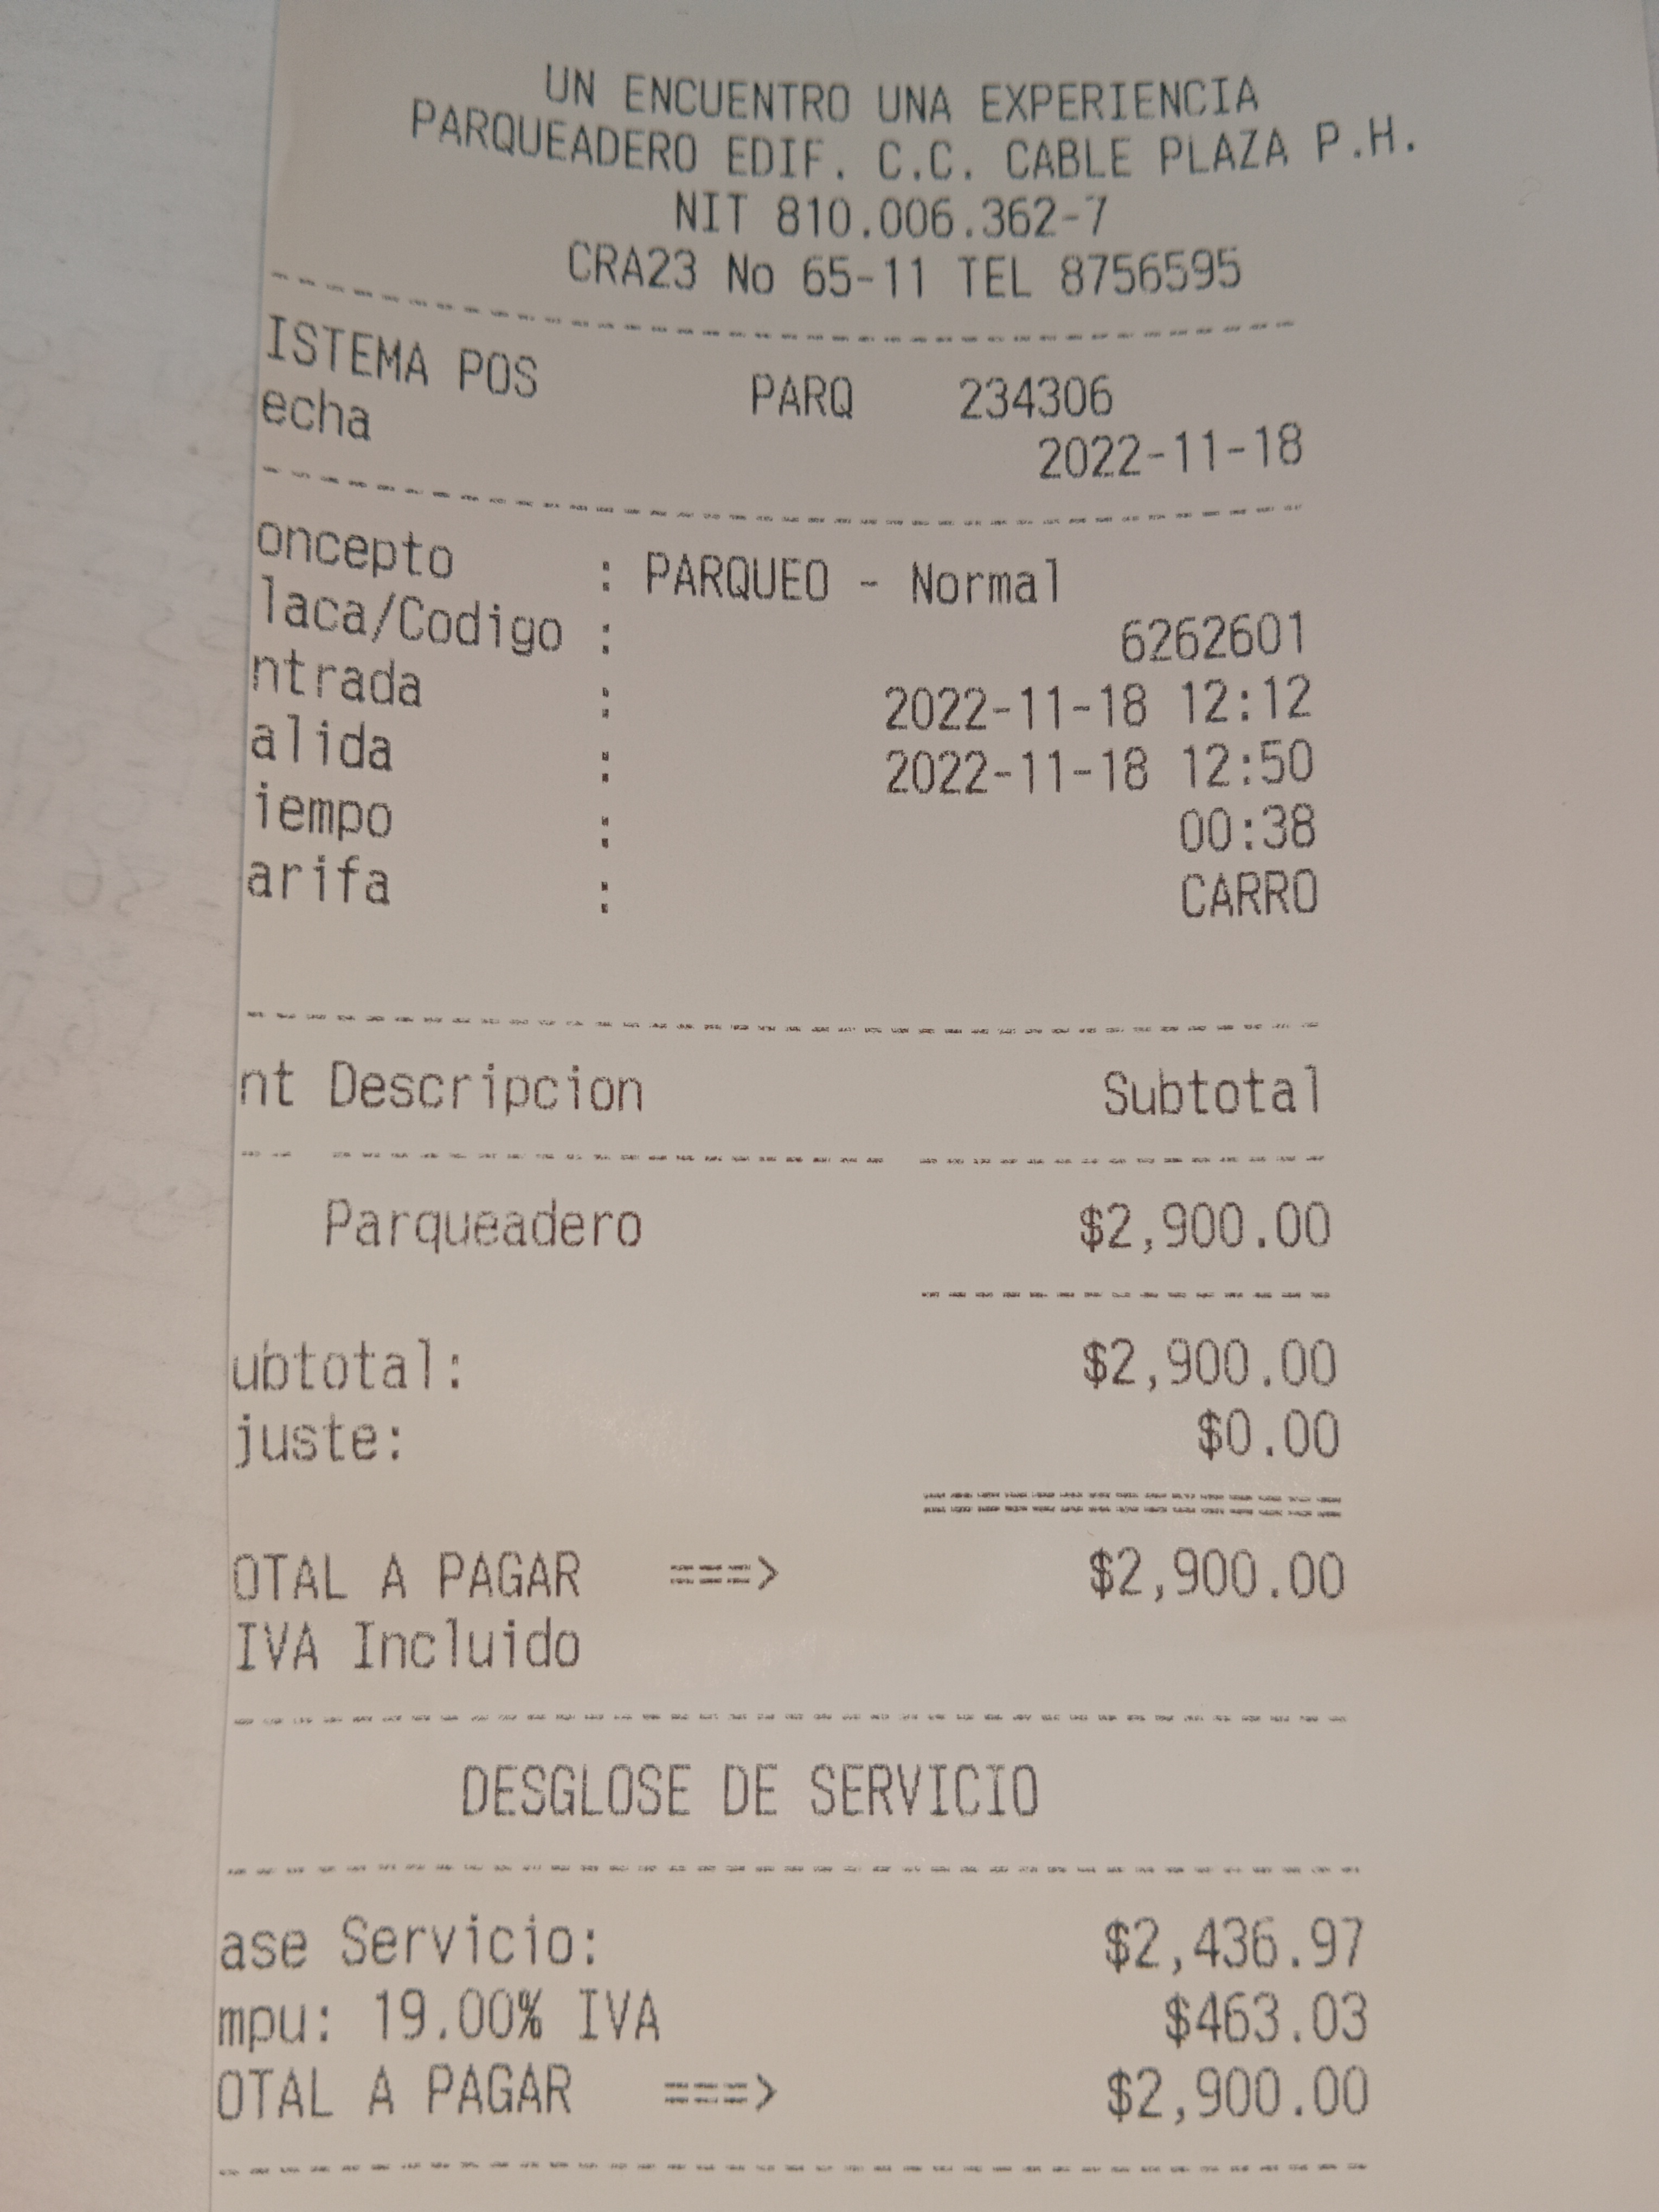 UN ENCUENTRO UNA EXPERIENCIA
PARQUEADERO EDIF. C.C. CABLE PLAZA P.H.
NIT 810.006.362-7
CRA23 No 65-11 TEL 8756595
ISTEMA POS PARQ 234306
echa 2022-11-18
oncepto : PARQUEO - Normal
laca/Codigo : 6262601
ntrada : 2022-11-18 12:12
alida : 2022-11-18 12:50
iempo : 00:38
arifa : CARRO
nt Descripcion Subtotal
Parqueadero $2,900.00
ubtotal: $2,900.00
juste: $0.00
OTAL A PAGAR ===> $2,900.00
IVA Incluido
DESGLOSE DE SERVICIO
ase Servicio: $2,436.97
mpu: 19.00% IVA $463.03
OTAL A PAGAR ===> $2,900.00